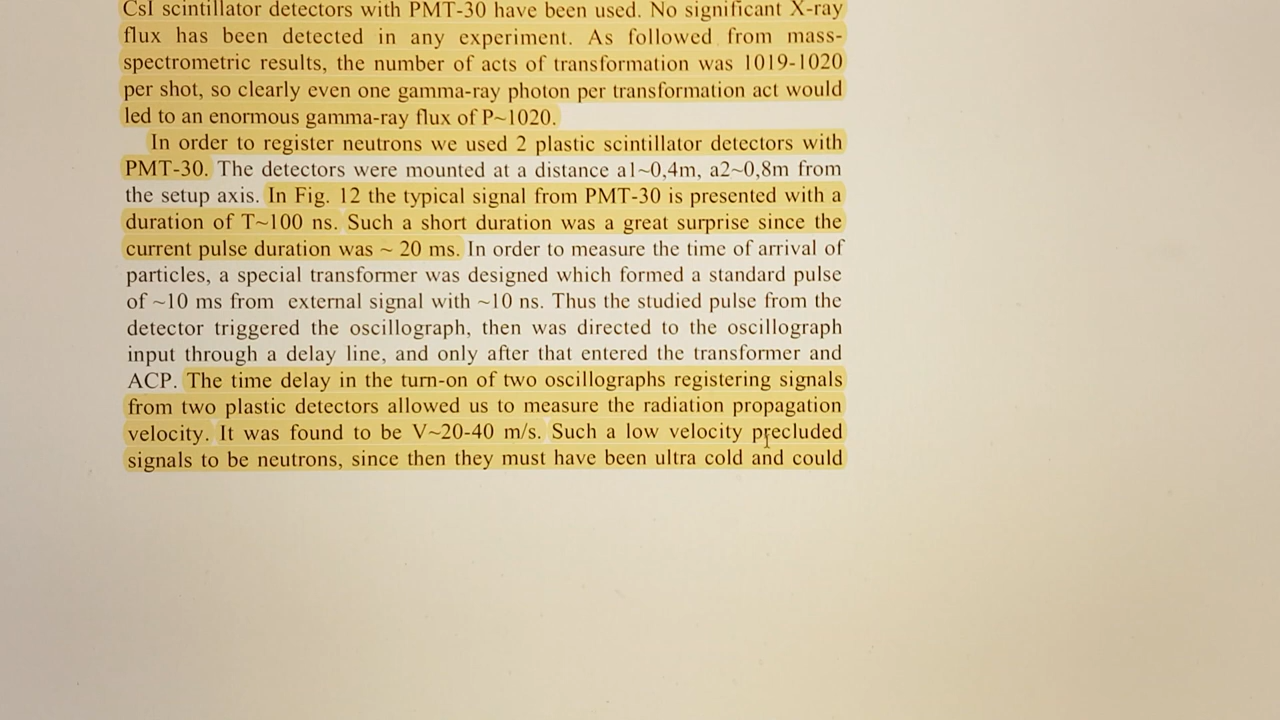 CsI scintillator detectors with PMT-30 have been used. No significant X-ray
flux has been detected in any experiment. As followed from mass-
spectrometric results, the number of acts of transformation was 1019-1020
per shot, so clearly even one gamma-ray photon per transformation act would
led to an enormous gamma-ray flux of P~1020.
In order to register neutrons we used 2 plastic scintillator detectors with
PMT-30. The detectors were mounted at a distance a1~0,4m, a2~0,8m from
the setup axis. In Fig. 12 the typical signal from PMT-30 is presented with a
duration of T~100 ns. Such a short duration was a great surprise since the
current pulse duration was ~ 20 ms. In order to measure the time of arrival of
particles, a special transformer was designed which formed a standard pulse
of ~10 ms from external signal with ~10 ns. Thus the studied pulse from the
detector triggered the oscillograph, then was directed to the oscillograph
input through a delay line, and only after that entered the transformer and
ACP. The time delay in the turn-on of two oscillographs registering signals
from two plastic detectors allowed us to measure the radiation propagation
velocity. It was found to be V~20-40 m/s. Such a low velocity precluded
signals to be neutrons, since then they must have been ultra cold and could